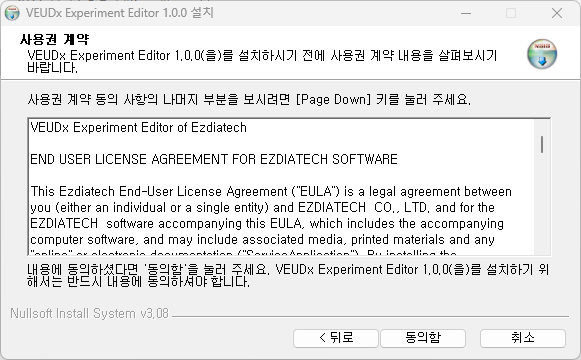 VEUDx Experiment Editor 1.0.0 설치
사용권 계약
VEUDx Experiment Editor 1.0.0(을)를 설치하시기 전에 사용권 계약 내용을 살펴보시기
바랍니다.
사용권 계약 동의 사항의 나머지 부분을 보시려면 [Page Down] 키를 눌러 주세요.
VEUDx Experiment Editor of Ezdiatech
END USER LICENSE AGREEMENT FOR EZDIATECH SOFTWARE
This Ezdiatech End-User License Agreement ("EULA") is a legal agreement between
you (either an individual or a single entity) and EZDIATECH CO., LTD. and for the
EZDIATECH software accompanying this EULA, which includes the accompanying
computer software, and may include associated media, printed materials and any
"online" or electronic documentation ("ServiceApplication"). By installing the
내용에 동의하셨다면 '동의함'을 눌러 주세요. VEUDx Experiment Editor 1.0.0(을)를 설치하기 위
해서는 반드시 내용에 동의하셔야 합니다.
Nullsoft Install System v3.08
< 뒤로
동의함
취소